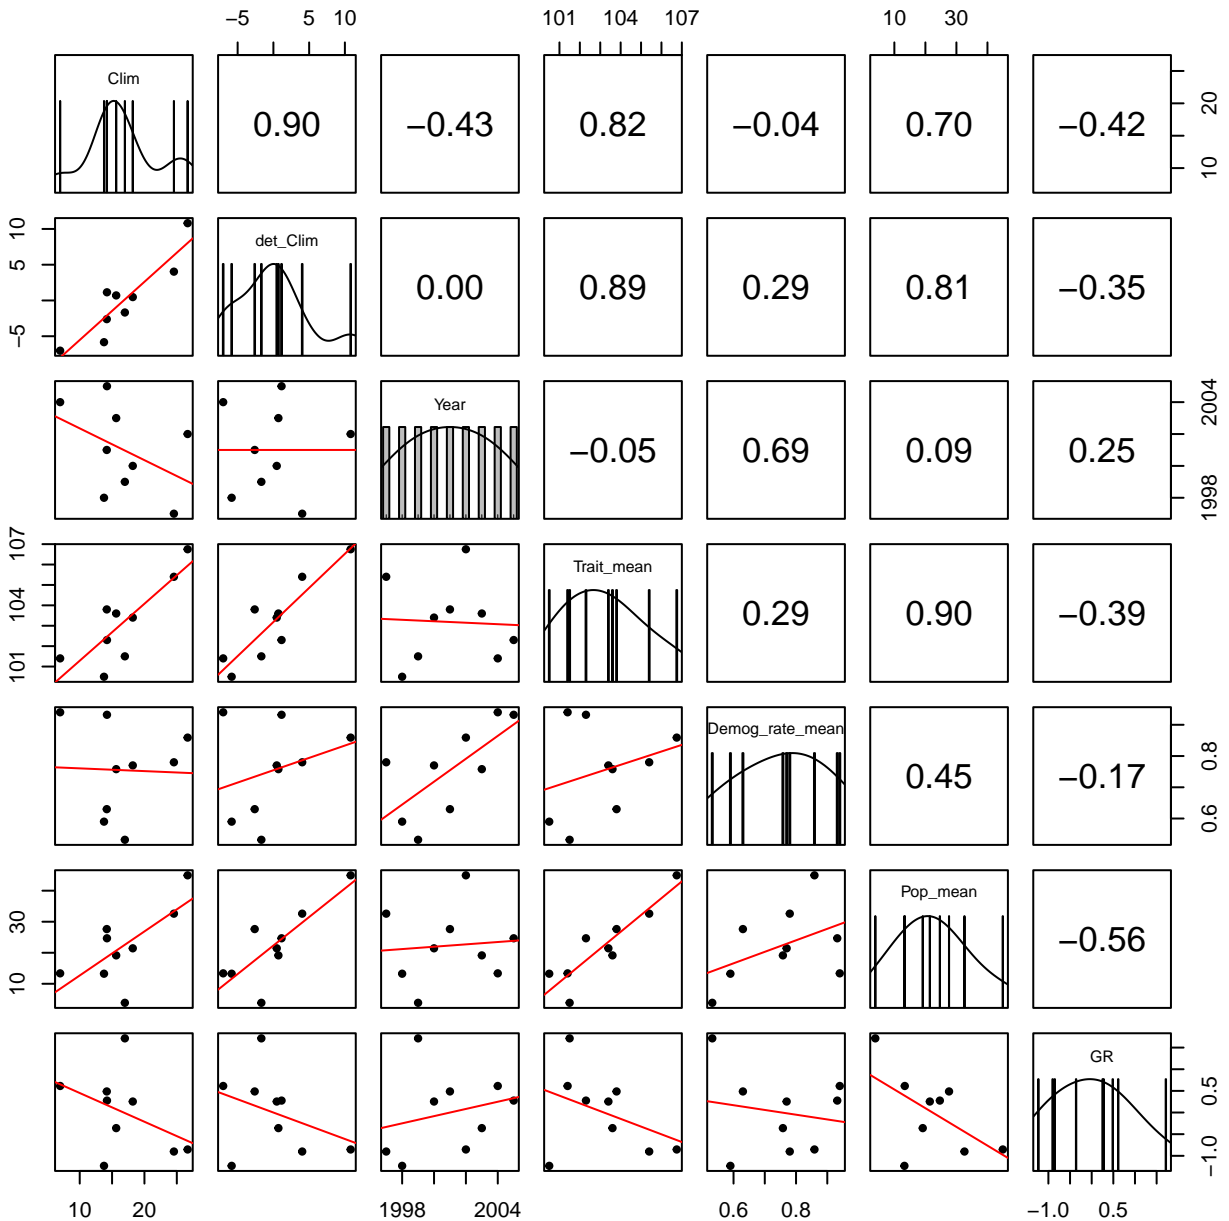 −5 5 10 101 104 107 10 30
Clim 0.90 −0.43 0.82 −0.04 0.70 −0.42 10 20
−5 5 10 det_Clim 0.00 0.89 0.29 0.81 −0.35
Year −0.05 0.69 0.09 0.25 1998 2004
101 104 107 Trait_mean 0.29 0.90 −0.39
Demog_rate_mean 0.45 −0.17 0.6 0.8
10 30 Pop_mean −0.56
GR −1.0 0.5
10 20 1998 2004 0.6 0.8 −1.0 0.5